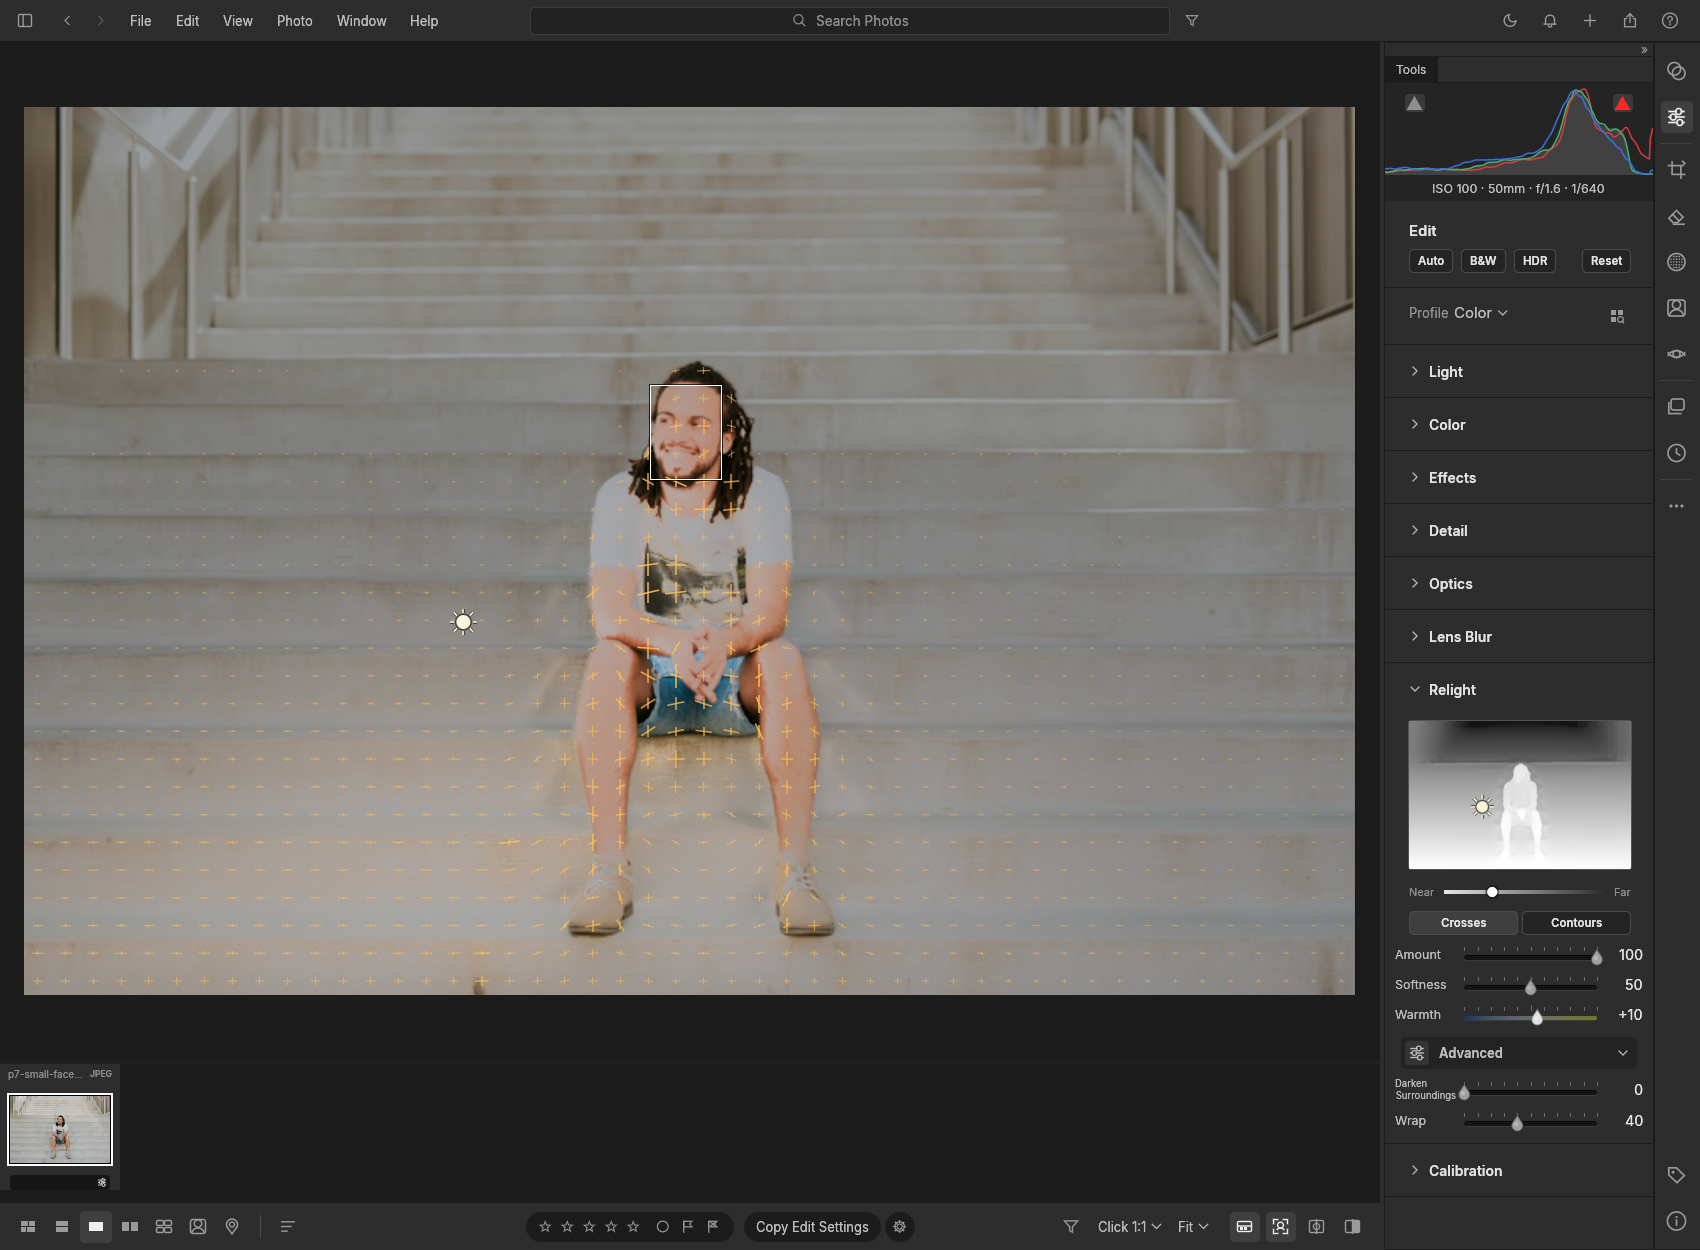 File Edit View Photo Window Help
Search Photos
Tools
ISO 100 · 50mm · f/1.6 · 1/640
Edit
Auto B&W HDR Reset
Profile Color
Light
Color
Effects
Detail
Optics
Lens Blur
Relight
Near Far
Crosses Contours
Amount 100
Softness 50
Warmth +10
Advanced
Darken
Surroundings 0
Wrap 40
Calibration
p7-small-face... JPEG
Copy Edit Settings
Click 1:1 Fit